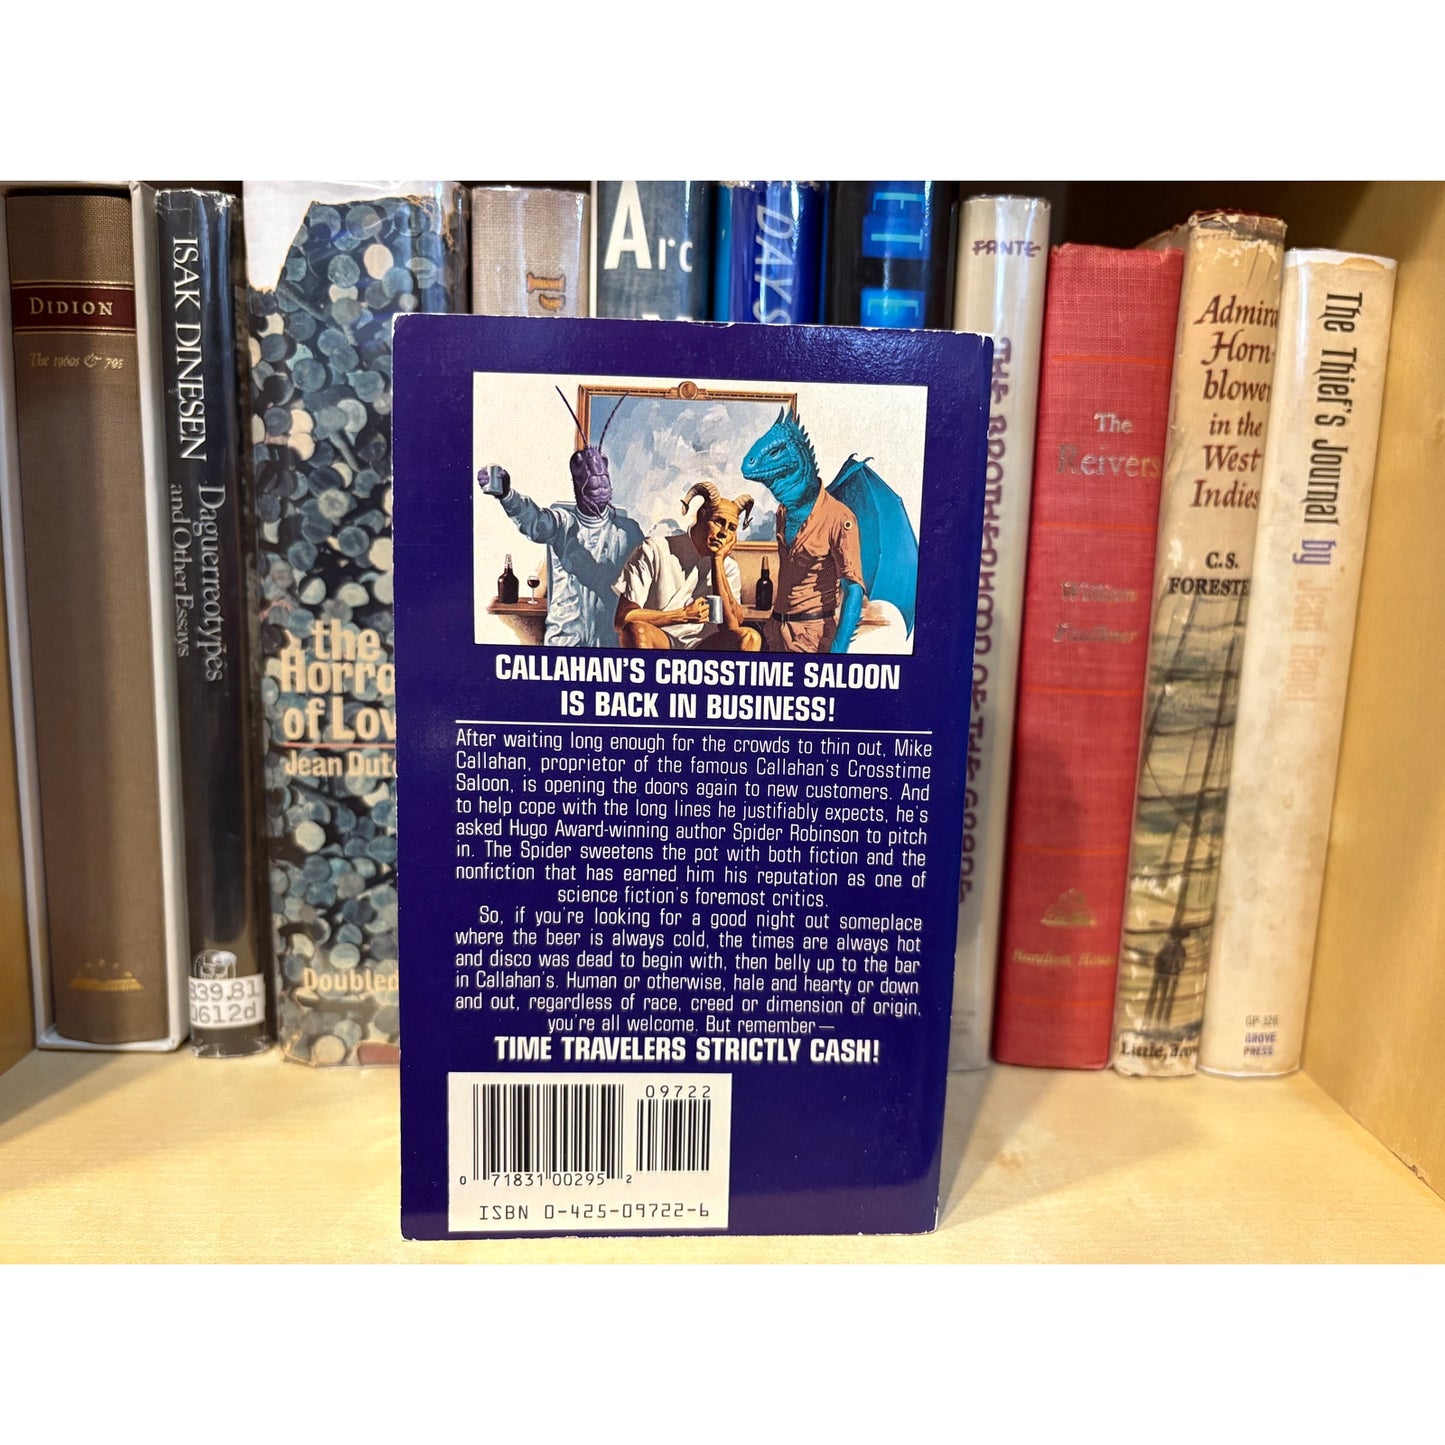 DIDION
The 1960s & 70s
ISAK DINESEN
Daguerreotypes
and Other Essays
839.81
D612d
the
Horro
of Lov
Jean Dut
Doubled
Arc
DAYS
FANTE
THE BROTHERHOOD OF THE GRAPE
The
Reivers
William
Faulkner
Random Hou
Admira
Horn-
blower
in the
West
Indies
C.S.
FORESTE
Little, Brow
The Thief's Journal by Jean Genet
GP-126
GROVE
PRESS
CALLAHAN'S CROSSTIME SALOON
IS BACK IN BUSINESS!
After waiting long enough for the crowds to thin out, Mike
Callahan, proprietor of the famous Callahan's Crosstime
Saloon, is opening the doors again to new customers. And
to help cope with the long lines he justifiably expects, he's
asked Hugo Award-winning author Spider Robinson to pitch
in. The Spider sweetens the pot with both fiction and the
nonfiction that has earned him his reputation as one of
science fiction's foremost critics.
So, if you're looking for a good night out someplace
where the beer is always cold, the times are always hot
and disco was dead to begin with, then belly up to the bar
in Callahan's. Human or otherwise, hale and hearty or down
and out, regardless of race, creed or dimension of origin,
you're all welcome. But remember—
TIME TRAVELERS STRICTLY CASH!
09722
0 71831 00295 2
ISBN 0-425-09722-6